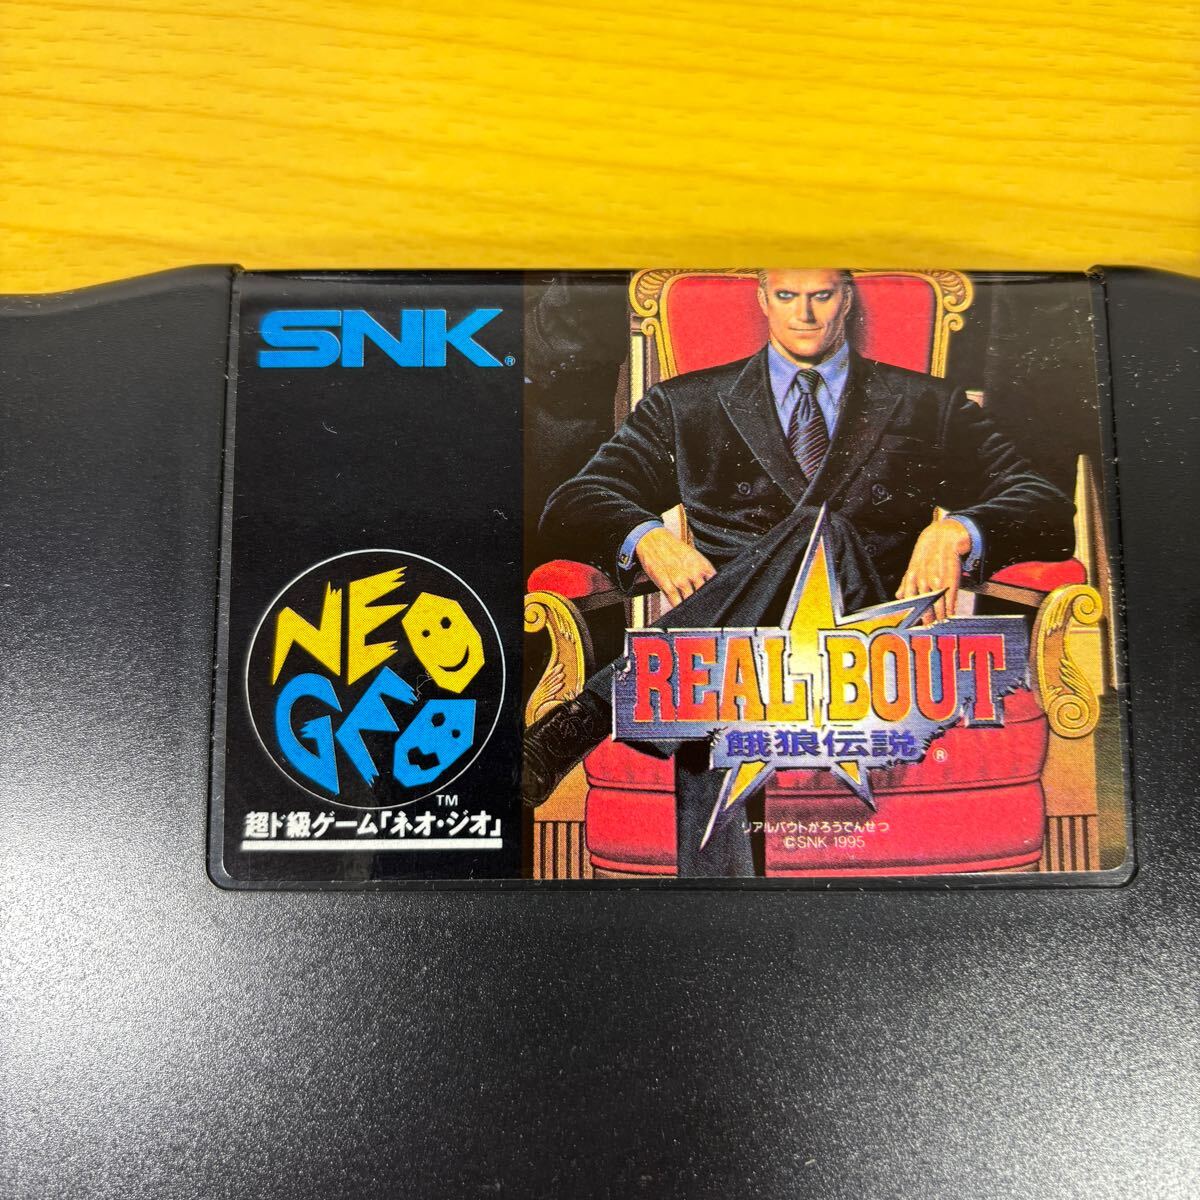 SNK®
NEO
GEO
TM
超ド級ゲーム「ネオ・ジオ」
REAL BOUT
餓狼伝説®
リアルバウトがろうでんせつ
©SNK 1995